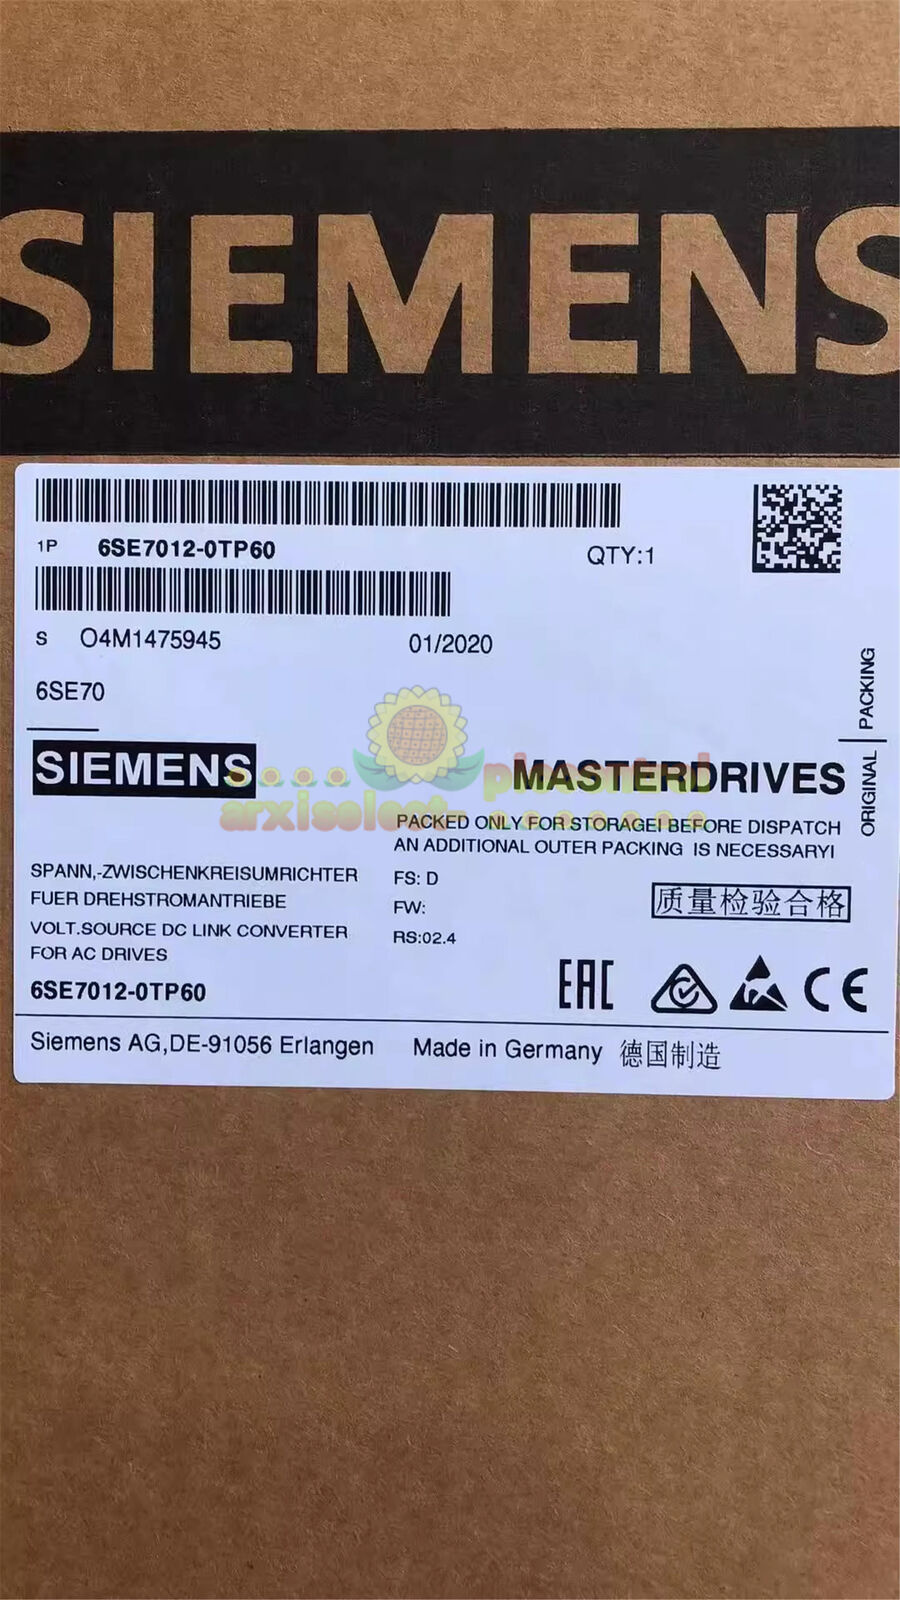 SIEMENS
1P 6SE7012-0TP60 QTY:1
S O4M1475945 01/2020
6SE70
ORIGINAL PACKING
SIEMENS MASTERDRIVES
arxiselect
PACKED ONLY FOR STORAGE! BEFORE DISPATCH
AN ADDITIONAL OUTER PACKING IS NECESSARY!
SPANN,-ZWISCHENKREISUMRICHTER
FUER DREHSTROMANTRIEBE
VOLT.SOURCE DC LINK CONVERTER
FOR AC DRIVES
6SE7012-0TP60
FS: D
FW:
RS:02.4
质量检验合格
EAC CE
Siemens AG,DE-91056 Erlangen Made in Germany 德国制造